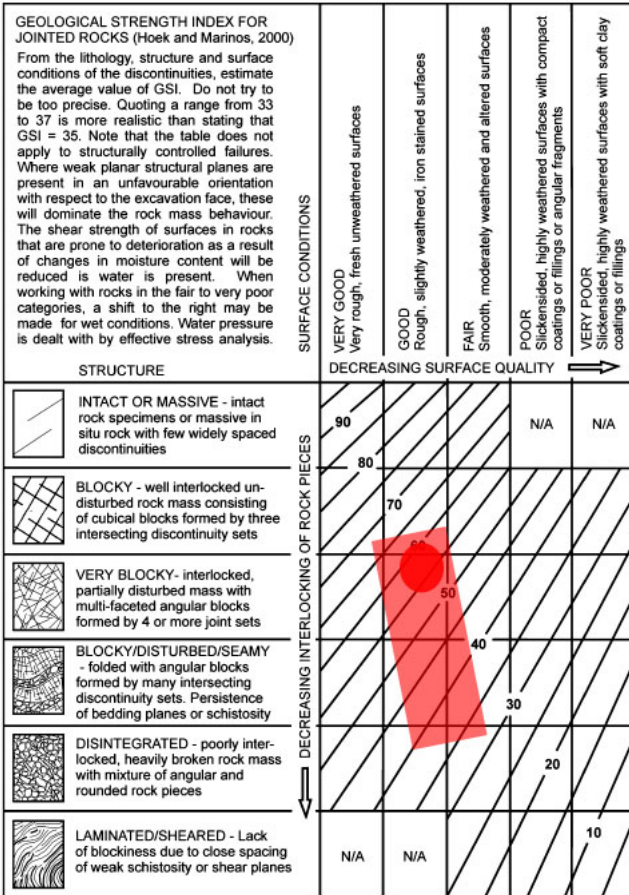 GEOLOGICAL STRENGTH INDEX FOR
JOINTED ROCKS (Hoek and Marinos, 2000)
From the lithology, structure and surface
conditions of the discontinuities, estimate
the average value of GSI. Do not try to
be too precise. Quoting a range from 33
to 37 is more realistic than stating that
GSI = 35. Note that the table does not
apply to structurally controlled failures.
Where weak planar structural planes are
present in an unfavourable orientation
with respect to the excavation face, these
will dominate the rock mass behaviour.
The shear strength of surfaces in rocks
that are prone to deterioration as a result
of changes in moisture content will be
reduced is water is present. When
working with rocks in the fair to very poor
categories, a shift to the right may be
made for wet conditions. Water pressure
is dealt with by effective stress analysis.
STRUCTURE
SURFACE CONDITIONS
VERY GOOD
Very rough, fresh unweathered surfaces
GOOD
Rough, slightly weathered, iron stained surfaces
FAIR
Smooth, moderately weathered and altered surfaces
POOR
Slickensided, highly weathered surfaces with compact
coatings or fillings or angular fragments
VERY POOR
Slickensided, highly weathered surfaces with soft clay
coatings or fillings
DECREASING SURFACE QUALITY
DECREASING INTERLOCKING OF ROCK PIECES
INTACT OR MASSIVE - intact
rock specimens or massive in
situ rock with few widely spaced
discontinuities
90
80
N/A
N/A
BLOCKY - well interlocked un-
disturbed rock mass consisting
of cubical blocks formed by three
intersecting discontinuity sets
70
60
VERY BLOCKY- interlocked,
partially disturbed mass with
multi-faceted angular blocks
formed by 4 or more joint sets
50
BLOCKY/DISTURBED/SEAMY
- folded with angular blocks
formed by many intersecting
discontinuity sets. Persistence
of bedding planes or schistosity
40
30
DISINTEGRATED - poorly inter-
locked, heavily broken rock mass
with mixture of angular and
rounded rock pieces
20
LAMINATED/SHEARED - Lack
of blockiness due to close spacing
of weak schistosity or shear planes
N/A
N/A
10